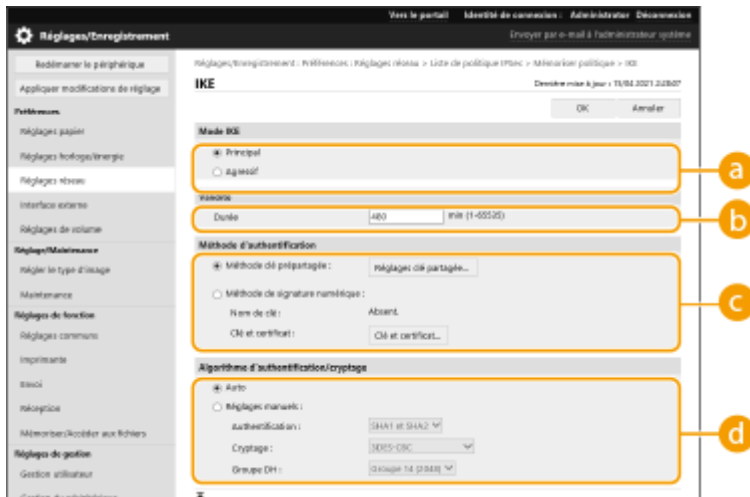 Vers le portail Identité de connexion : Administrator Déconnexion
Réglages/Enregistrement
Envoyer par e-mail à l'administrateur système
Redémarrer le périphérique
Appliquer modifications de réglage
Préférences
Réglages papier
Réglages horloge/énergie
Réglages réseau
Interface externe
Réglages de volume
Réglage/Maintenance
Régler le type d'image
Maintenance
Réglages de fonction
Réglages communs
Imprimante
Envoi
Réception
Mémoriser/Accéder aux fichiers
Réglages de gestion
Gestion utilisateur
Réglages/Enregistrement : Préférences : Réglages réseau > Liste de politique IPSec > Mémoriser politique > IKE
IKE
Dernière mise à jour : 15/04 2021
OK Annuler
Mode IKE
Principal
Agressif
a
Validité
Durée 480 min (1-65535)
b
Méthode d'authentification
Méthode clé prépartagée : Réglages clé partagée...
Méthode de signature numérique :
Nom de clé : Absent.
Clé et certificat : Clé et certificat...
c
Algorithme d'authentification/cryptage
Auto
Réglages manuels :
Authentification : SHA1 et SHA2
Cryptage : 3DES-CBC
Groupe DH : Groupe 14 (2048)
d